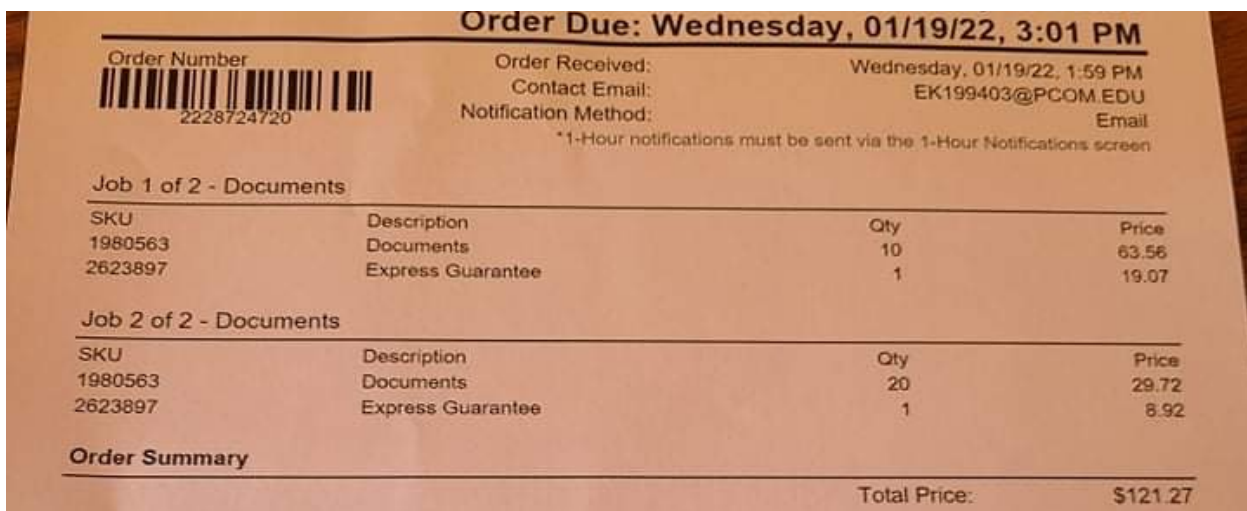 Order Due: Wednesday, 01/19/22, 3:01 PM
Order Number
2228724720
Order Received: Wednesday, 01/19/22, 1:59 PM
Contact Email: EK199403@PCOM.EDU
Notification Method: Email
*1-Hour notifications must be sent via the 1-Hour Notifications screen
Job 1 of 2 - Documents
SKU Description Qty Price
1980563 Documents 10 63.56
2623897 Express Guarantee 1 19.07
Job 2 of 2 - Documents
SKU Description Qty Price
1980563 Documents 20 29.72
2623897 Express Guarantee 1 8.92
Order Summary
Total Price: $121.27